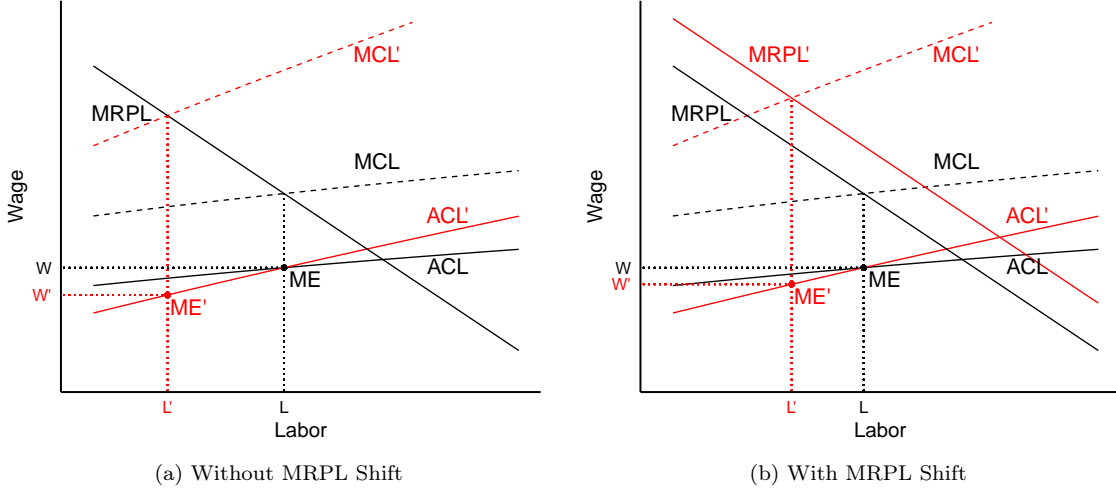 MCL'
MRPL
MCL
ACL'
ACL
ME
ME'
Wage
W
W'
L'
L
Labor
(a) Without MRPL Shift
MRPL'
MCL'
MRPL
MCL
ACL'
ACL
ME
ME'
Wage
W
W'
L'
L
Labor
(b) With MRPL Shift